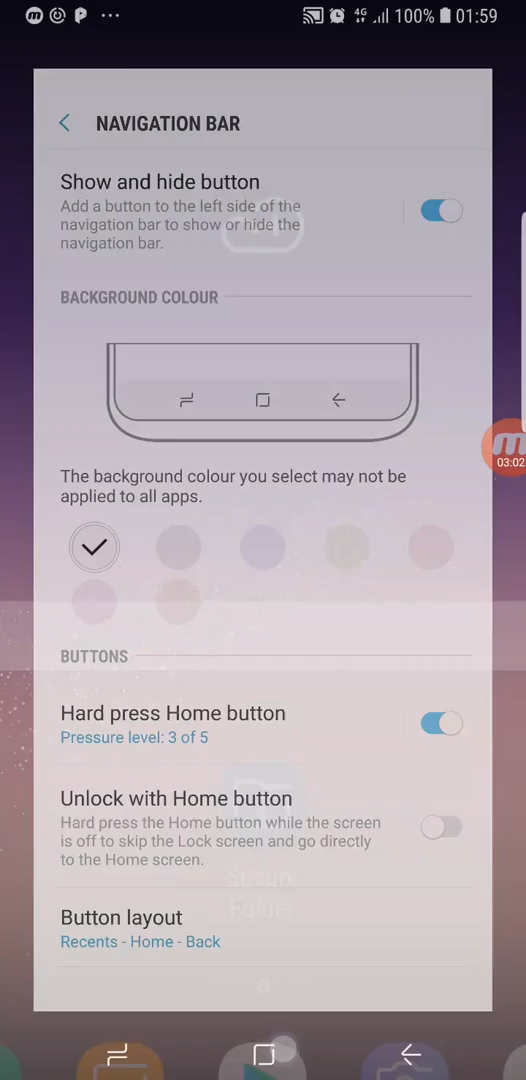 100% 01:59
NAVIGATION BAR
Show and hide button
Add a button to the left side of the
navigation bar to show or hide the
navigation bar.
BACKGROUND COLOUR
The background colour you select may not be
applied to all apps.
03:02
BUTTONS
Hard press Home button
Pressure level: 3 of 5
Unlock with Home button
Hard press the Home button while the screen
is off to skip the Lock screen and go directly
to the Home screen.
Secure
Folder
Button layout
Recents - Home - Back